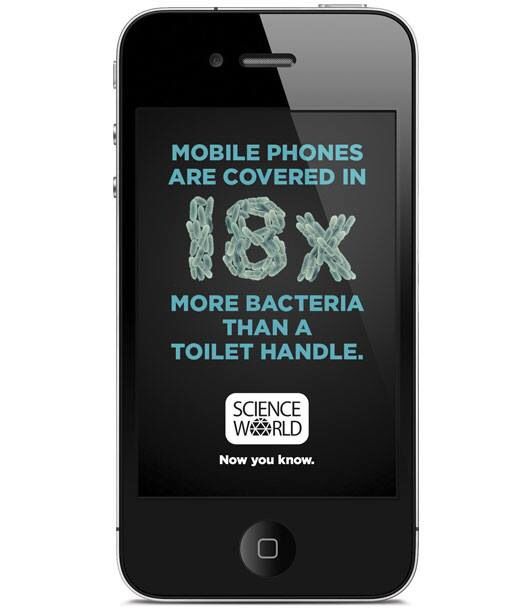 MOBILE PHONES
ARE COVERED IN
18x
MORE BACTERIA
THAN A
TOILET HANDLE.
SCIENCE
WORLD
Now you know.